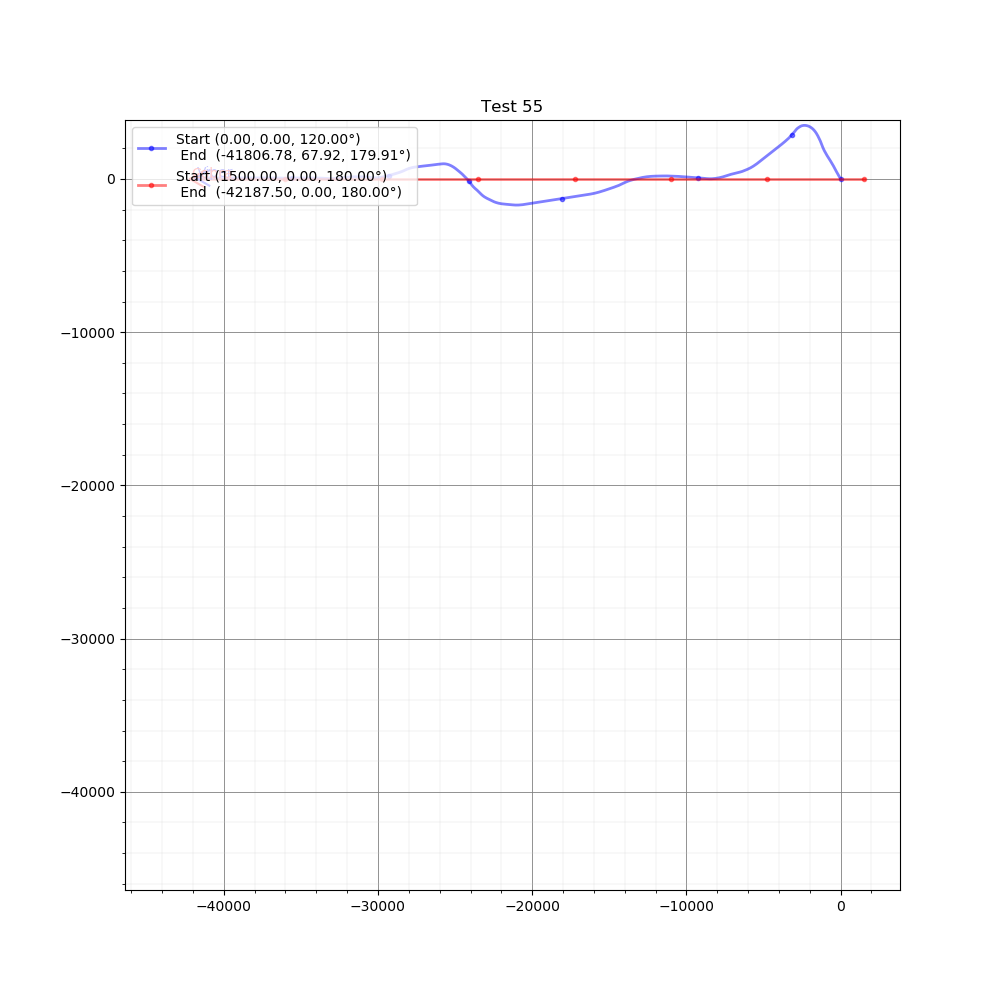 Test 55
Start (0.00, 0.00, 120.00°)
End (-41806.78, 67.92, 179.91°)
Start (1500.00, 0.00, 180.00°)
End (-42187.50, 0.00, 180.00°)
0
−10000
−20000
−30000
−40000
−40000 −30000 −20000 −10000 0